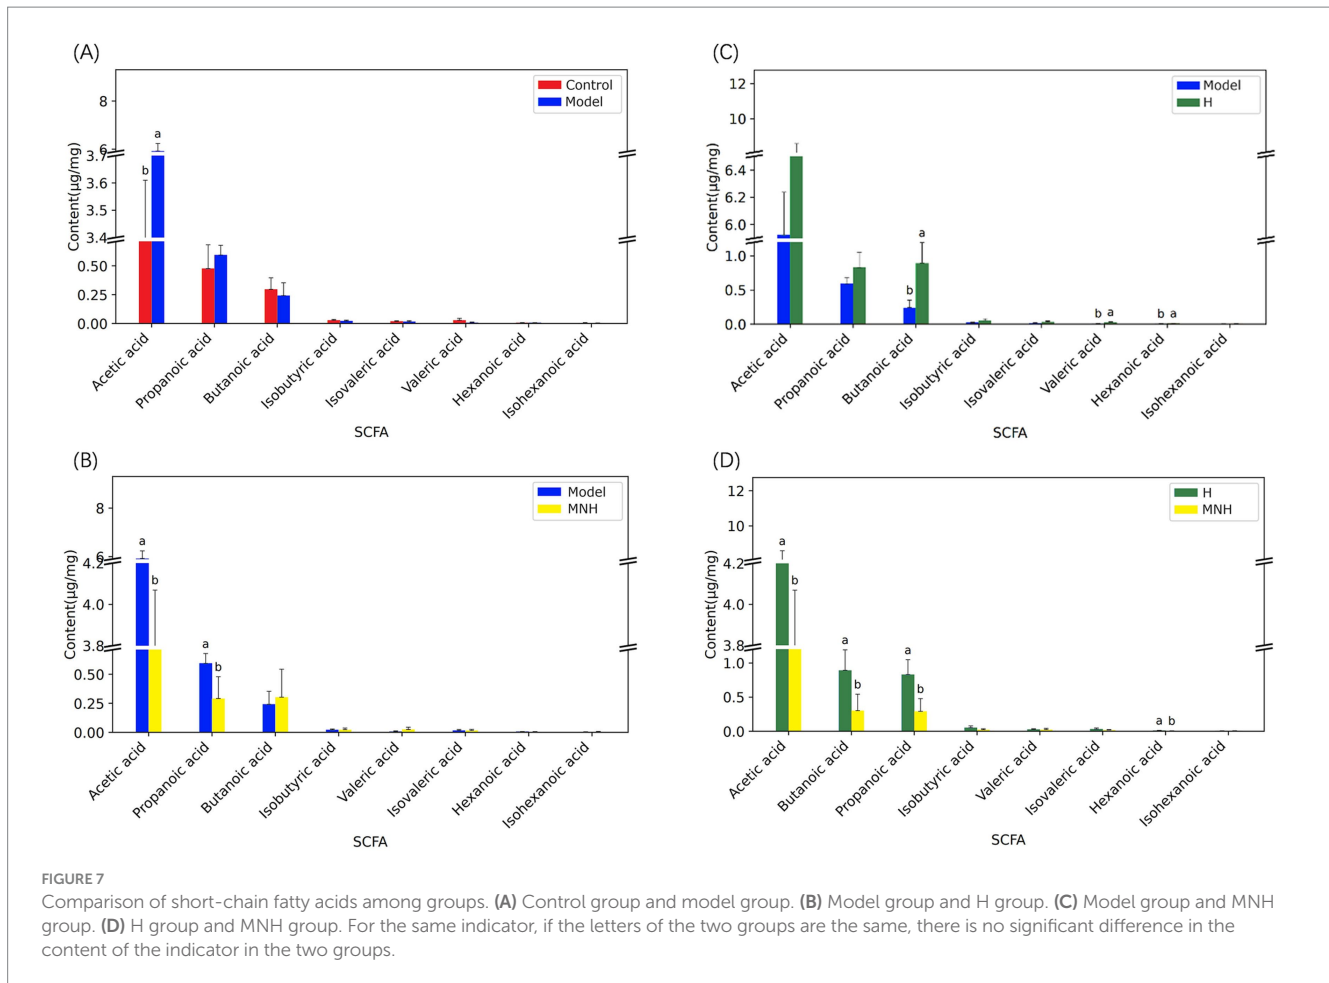 (A)
Control
Model
8
6
3.7
3.6
3.5
3.4
0.50
0.25
0.00
Content(μg/mg)
b
a
Acetic acid
Propanoic acid
Butanoic acid
Isobutyric acid
Isovaleric acid
Valeric acid
Hexanoic acid
Isohexanoic acid
SCFA
(C)
Model
H
12
10
6.4
6.2
6.0
1.0
0.5
0.0
Content(μg/mg)
b
a
b a
b a
Acetic acid
Propanoic acid
Butanoic acid
Isobutyric acid
Isovaleric acid
Valeric acid
Hexanoic acid
Isohexanoic acid
SCFA
(B)
Model
MNH
8
6
4.2
4.0
3.8
0.50
0.25
0.00
Content(μg/mg)
a
b
a
b
Acetic acid
Propanoic acid
Butanoic acid
Isobutyric acid
Valeric acid
Isovaleric acid
Hexanoic acid
Isohexanoic acid
SCFA
(D)
H
MNH
12
10
4.2
4.0
3.8
1.0
0.5
0.0
Content(μg/mg)
a
b
a
b
a
b
a b
Acetic acid
Butanoic acid
Propanoic acid
Isobutyric acid
Valeric acid
Isovaleric acid
Hexanoic acid
Isohexanoic acid
SCFA
FIGURE 7
Comparison of short-chain fatty acids among groups. (A) Control group and model group. (B) Model group and H group. (C) Model group and MNH
group. (D) H group and MNH group. For the same indicator, if the letters of the two groups are the same, there is no significant difference in the
content of the indicator in the two groups.